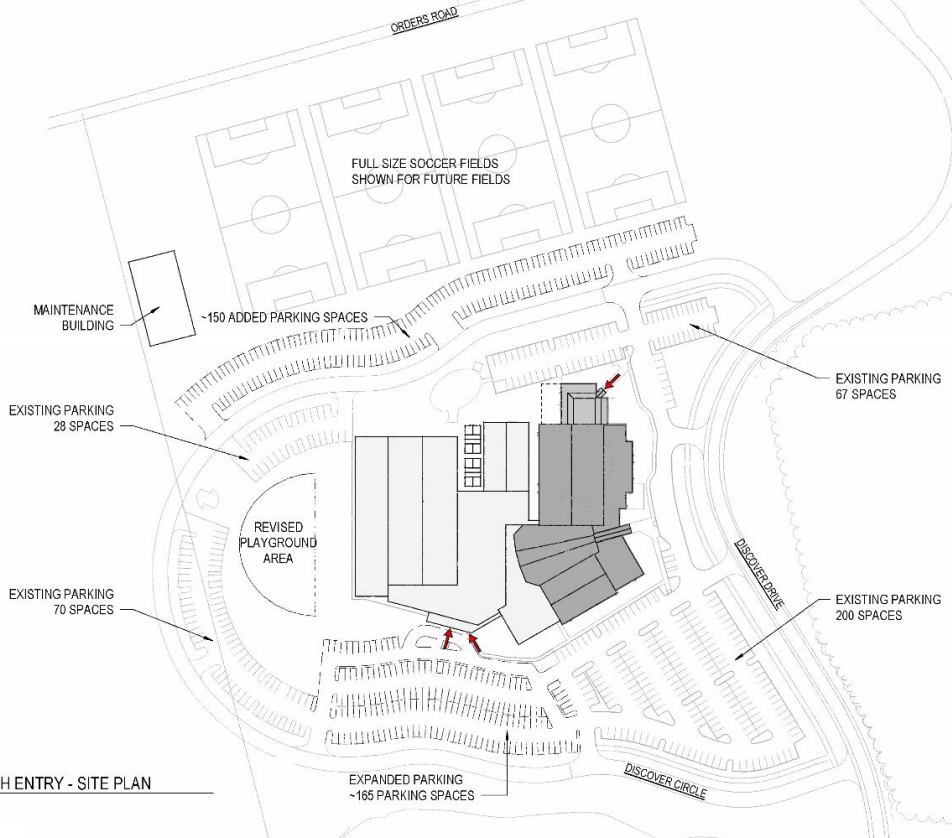 ORDERS ROAD
FULL SIZE SOCCER FIELDS
SHOWN FOR FUTURE FIELDS
MAINTENANCE
BUILDING
~150 ADDED PARKING SPACES
EXISTING PARKING
67 SPACES
EXISTING PARKING
28 SPACES
REVISED
PLAYGROUND
AREA
DISCOVER DRIVE
EXISTING PARKING
70 SPACES
EXISTING PARKING
200 SPACES
H ENTRY - SITE PLAN
EXPANDED PARKING
~165 PARKING SPACES
DISCOVER CIRCLE